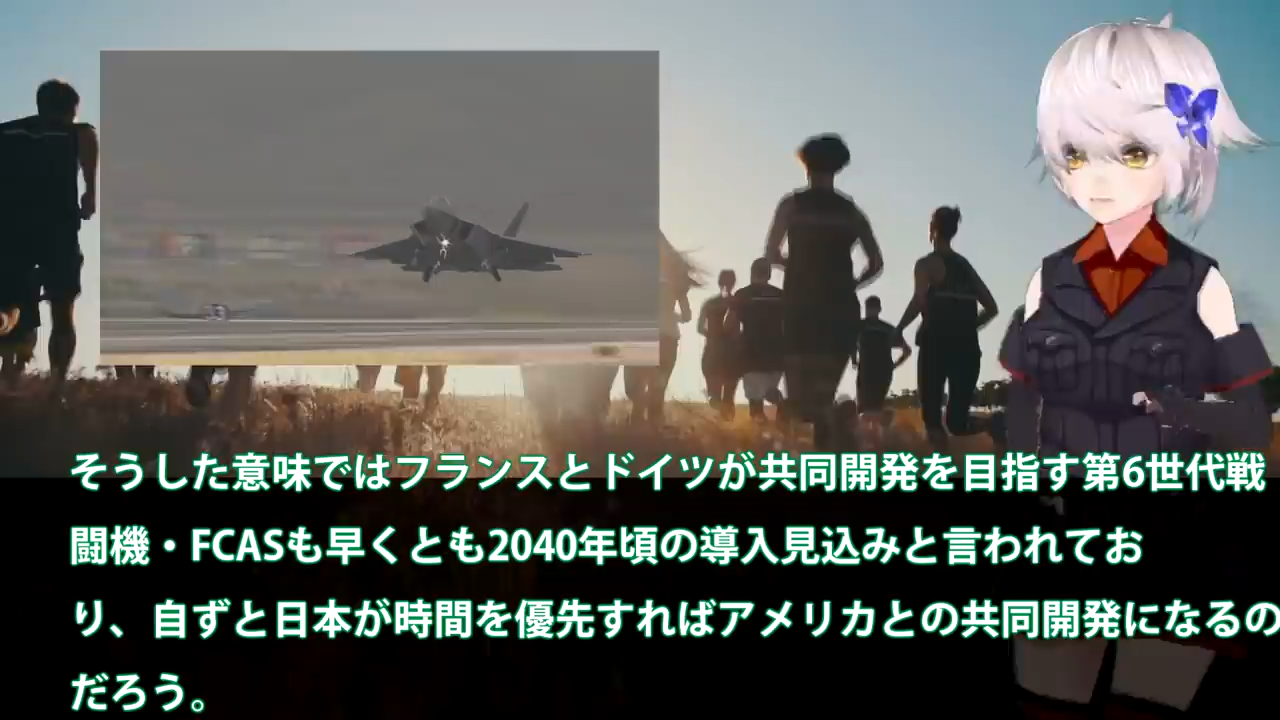 そうした意味ではフランスとドイツが共同開発を目指す第6世代戦
闘機・FCASも早くとも2040年頃の導入見込みと言われてお
り、自ずと日本が時間を優先すればアメリカとの共同開発になるの
だろう。